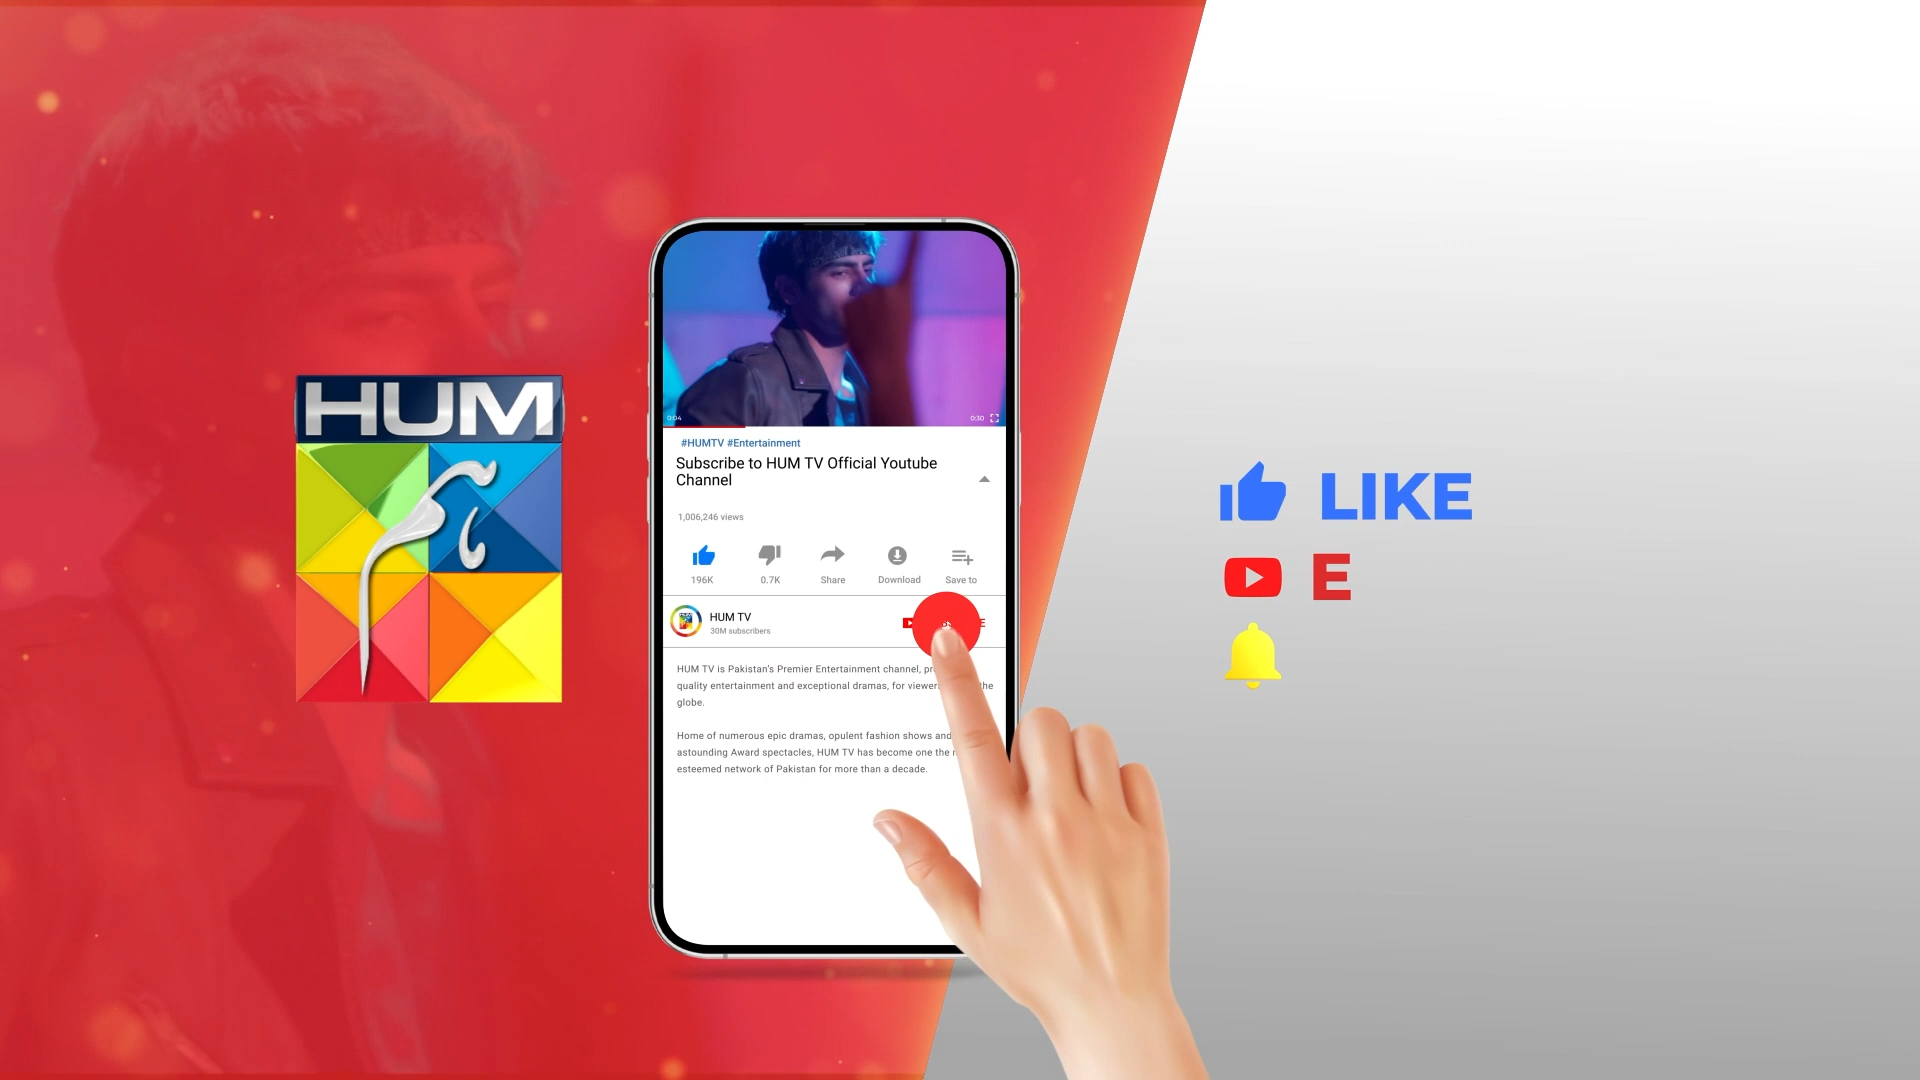 HUM
ہم
0:04
0:30
#HUMTV #Entertainment
Subscribe to HUM TV Official Youtube
Channel
1,006,246 views
196K
0.7K
Share
Download
Save to
HUM TV
30M subscribers
HUM TV is Pakistan's Premier Entertainment channel,
quality entertainment and exceptional dramas, for the
globe.
Home of numerous epic dramas, opulent fashion shows and
astounding Award spectacles, HUM TV has become one the
esteemed network of Pakistan for more than a decade.
LIKE
E